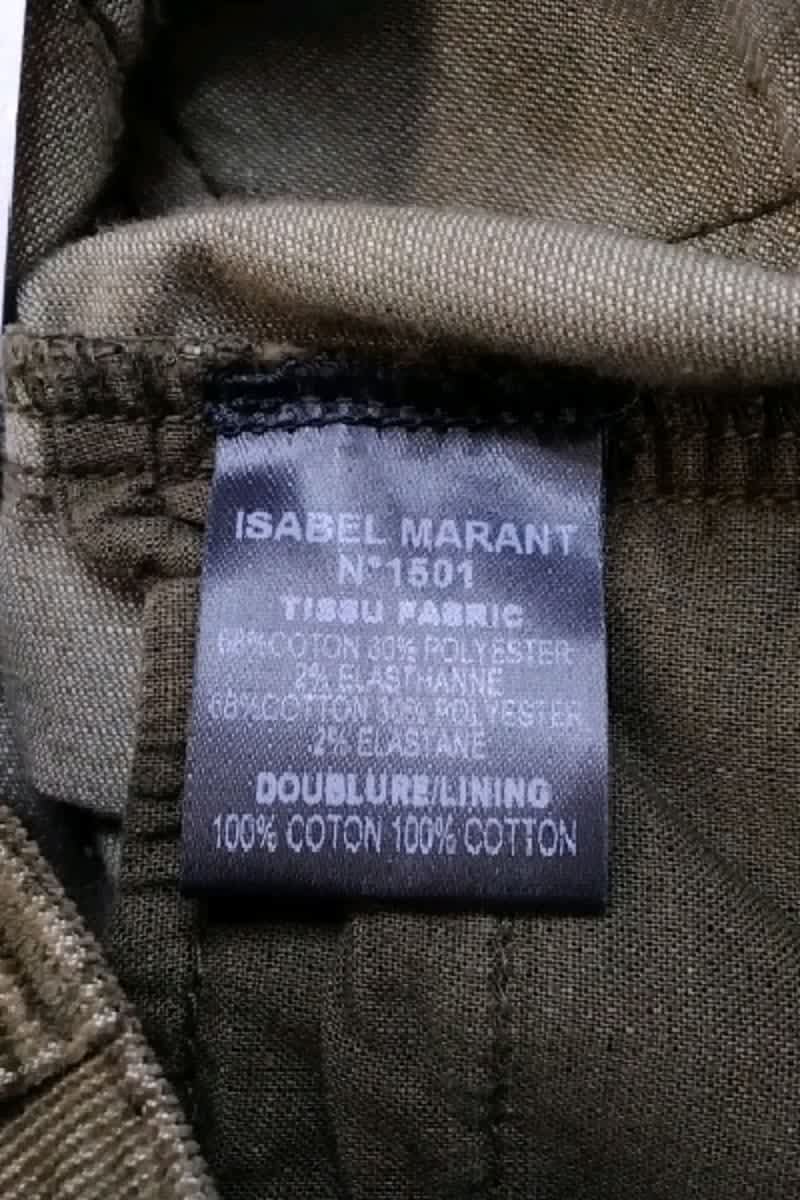 ISABEL MARANT
N°1501
TISSU FABRIC
68%COTON 30% POLYESTER
2% ELASTHANNE
68%COTTON 30% POLYESTER
2% ELASTANE
DOUBLURE/LINING
100% COTON 100% COTTON